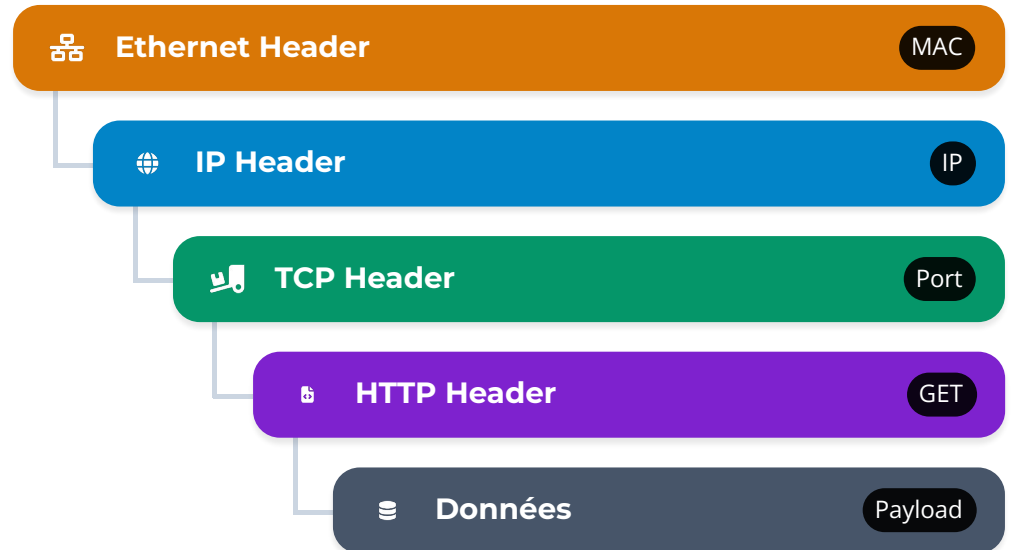 Ethernet Header MAC
IP Header IP
TCP Header Port
HTTP Header GET
Données Payload